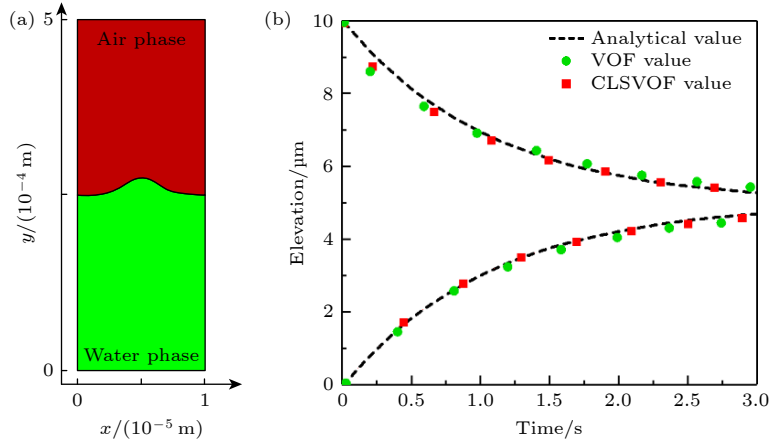 (a)
5
Air phase
y/(10⁻⁴ m)
0
Water phase
0
1
x/(10⁻⁵ m)
(b)
10
8
6
4
2
0
Elevation/μm
Analytical value
VOF value
CLSVOF value
0
0.5
1.0
1.5
2.0
2.5
3.0
Time/s